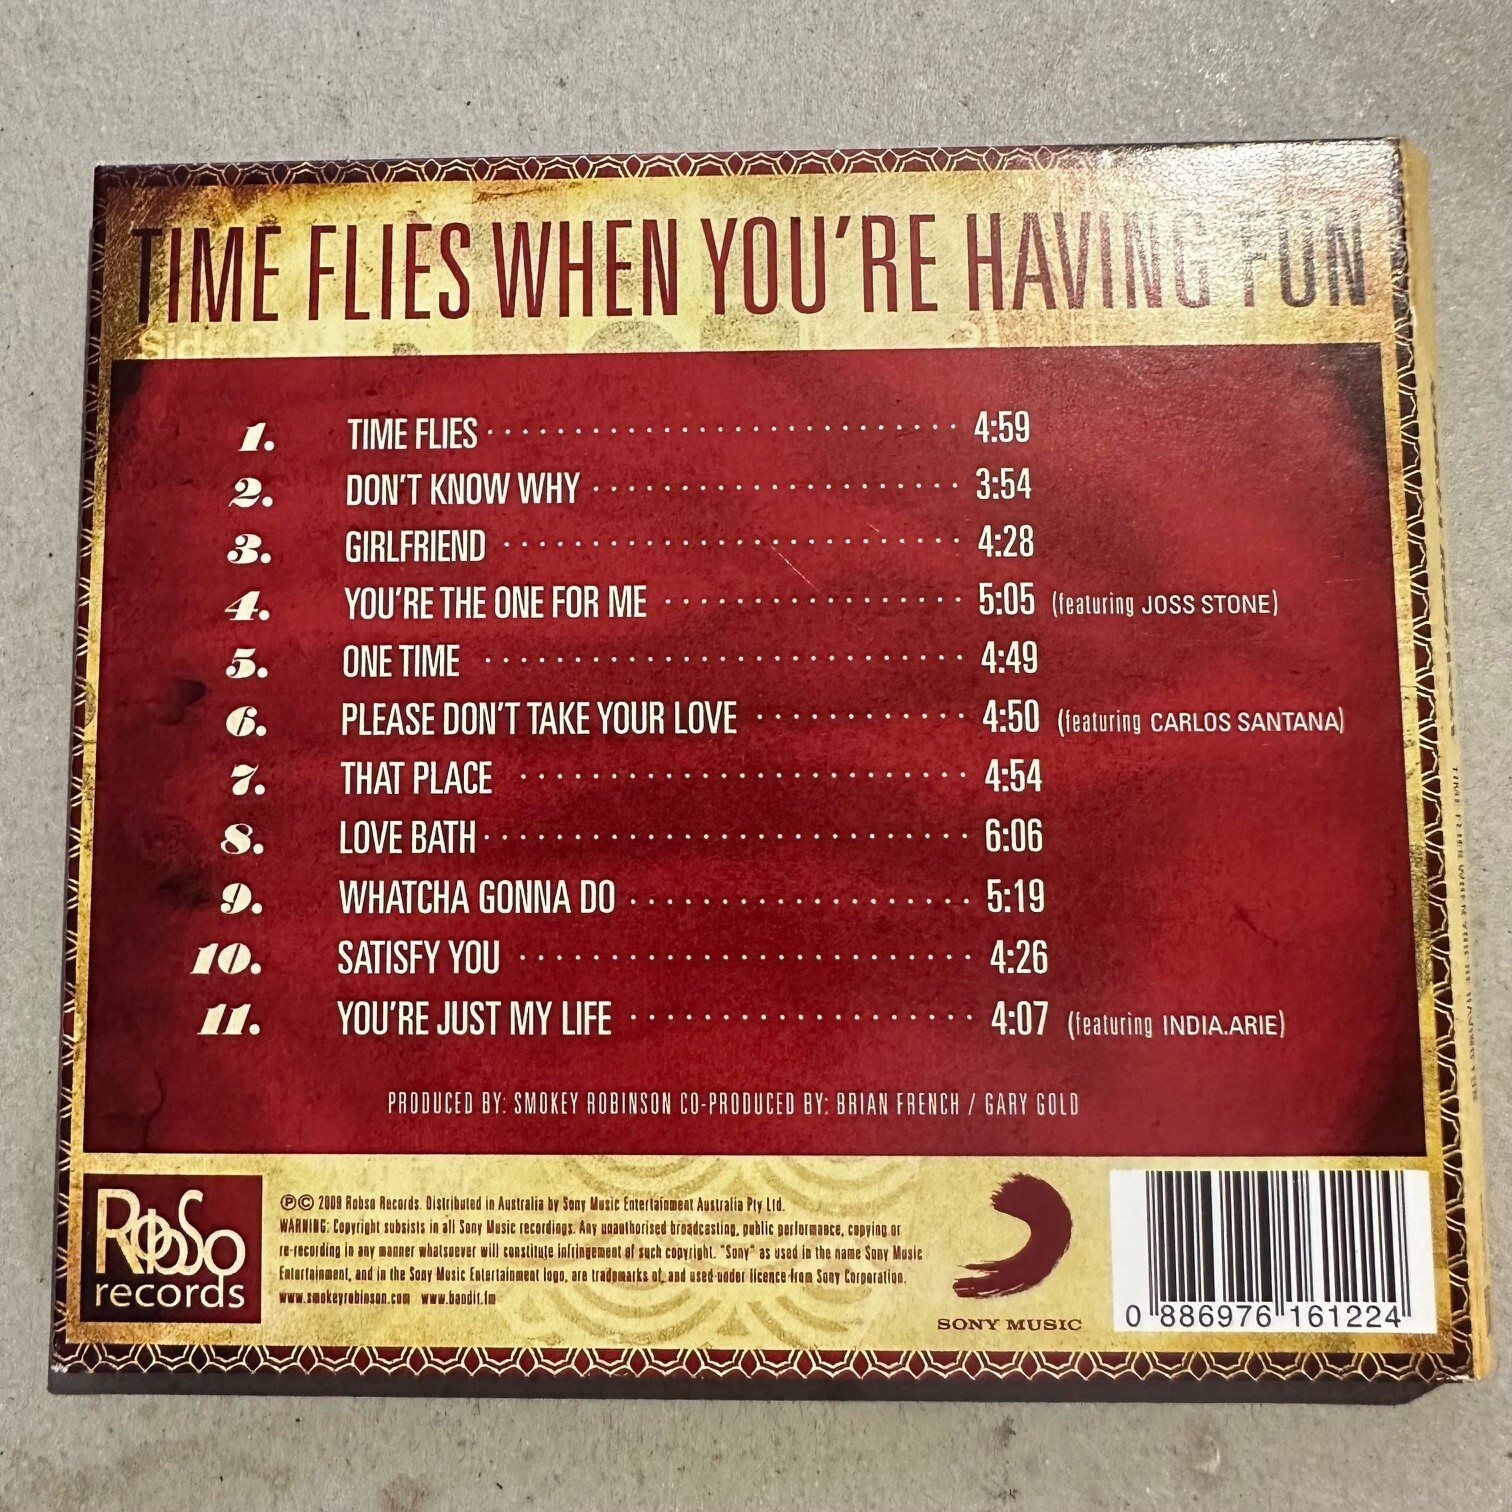 TIME FLIES WHEN YOU'RE HAVING FUN
1. TIME FLIES 4:59
2. DON'T KNOW WHY 3:54
3. GIRLFRIEND 4:28
4. YOU'RE THE ONE FOR ME 5:05 (featuring JOSS STONE)
5. ONE TIME 4:49
6. PLEASE DON'T TAKE YOUR LOVE 4:50 (featuring CARLOS SANTANA)
7. THAT PLACE 4:54
8. LOVE BATH 6:06
9. WHATCHA GONNA DO 5:19
10. SATISFY YOU 4:26
11. YOU'RE JUST MY LIFE 4:07 (featuring INDIA.ARIE)
PRODUCED BY: SMOKEY ROBINSON CO-PRODUCED BY: BRIAN FRENCH / GARY GOLD
RobSo
records
℗© 2009 Robso Records. Distributed in Australia by Sony Music Entertainment Australia Pty Ltd.
WARNING: Copyright subsists in all Sony Music recordings. Any unauthorised broadcasting, public performance, copying or
re-recording in any manner whatsoever will constitute infringement of such copyright. "Sony" as used in the name Sony Music
Entertainment, and in the Sony Music Entertainment logo, are trademarks of, and used under licence from Sony Corporation.
www.smokeyrobinson.com www.bandit.fm
SONY MUSIC
0 886976 161224